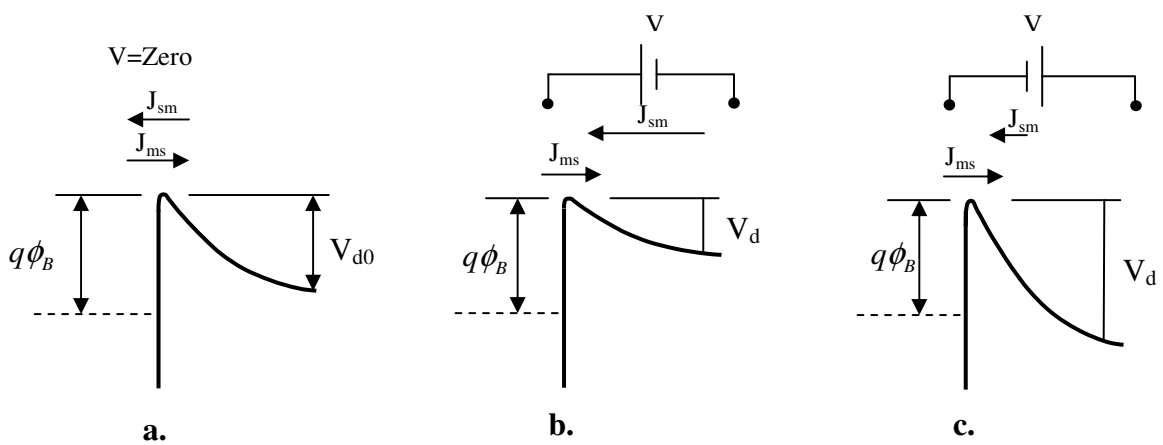 V=Zero
J_sm
J_ms
qϕ_B
V_d0
a.
V
J_sm
J_ms
qϕ_B
V_d
b.
V
J_sm
J_ms
qϕ_B
V_d
c.